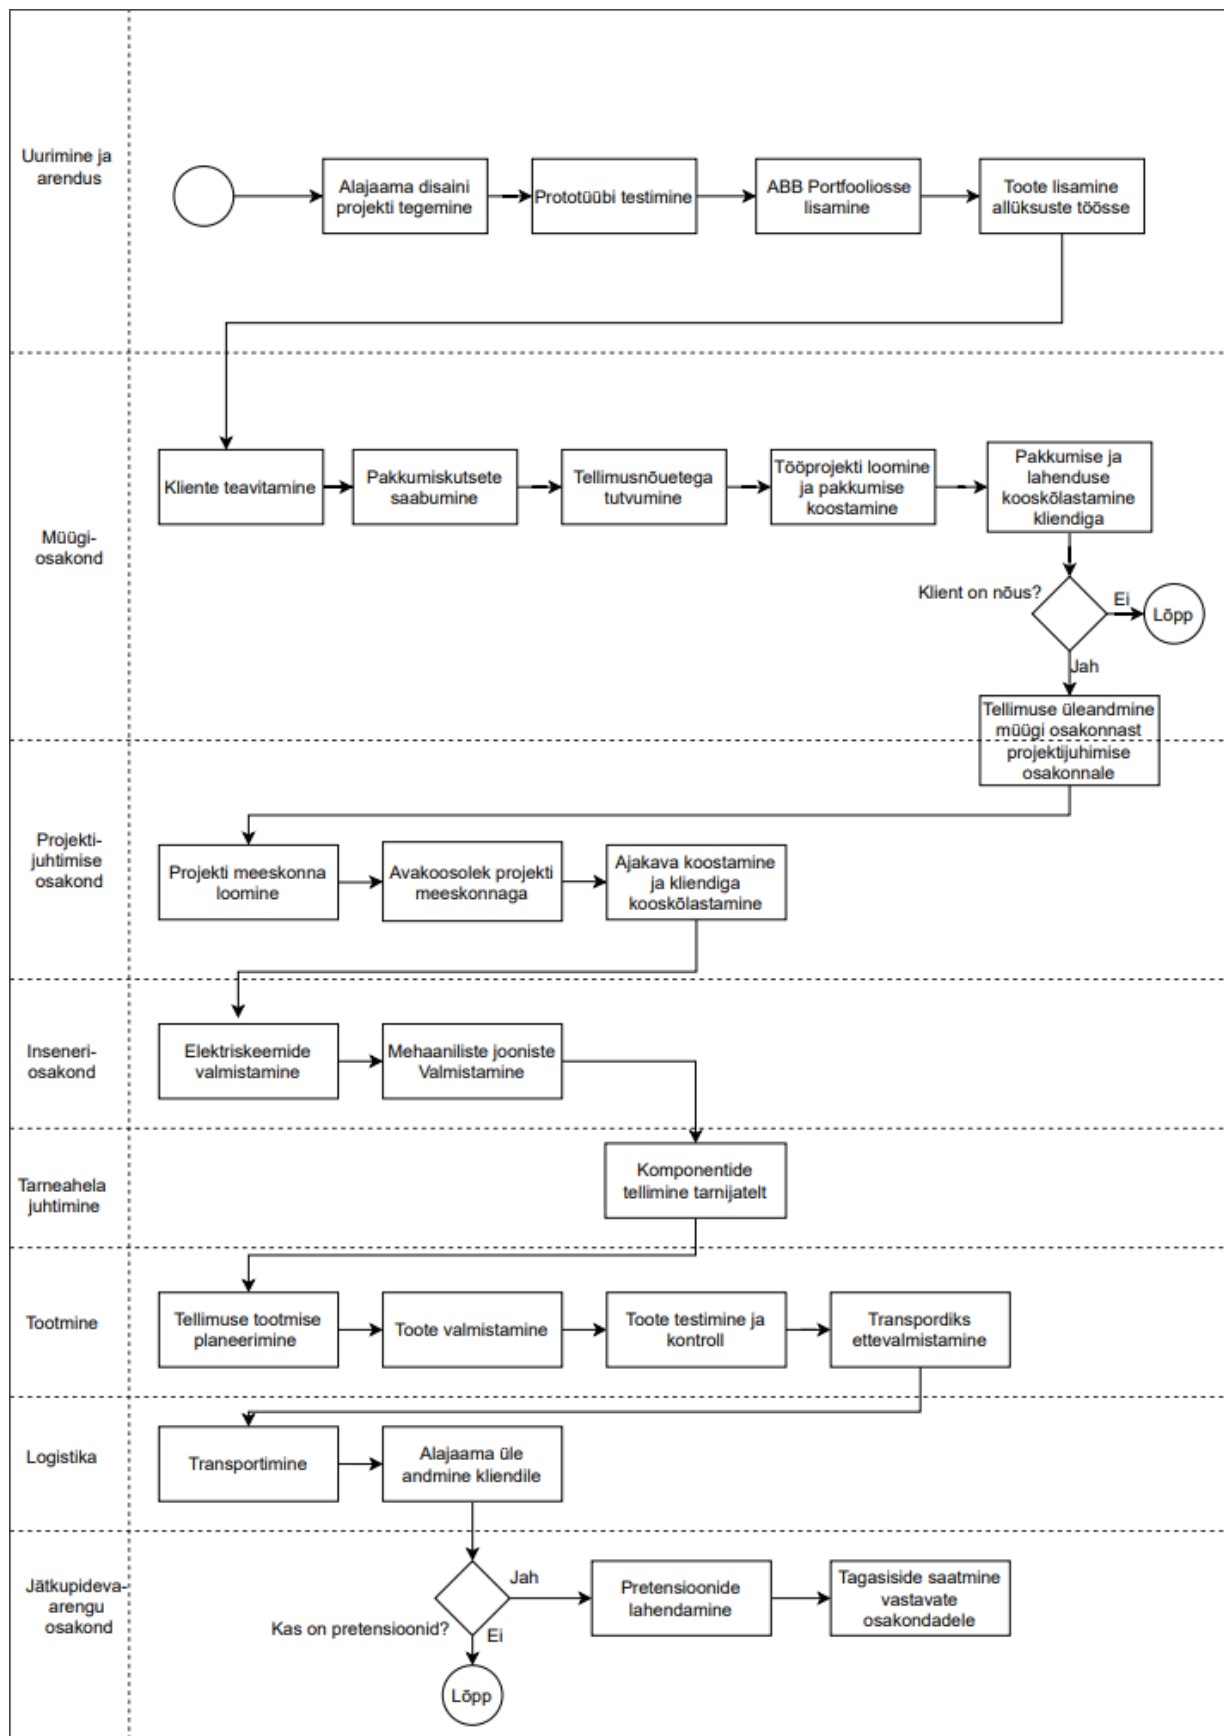 Uurimine ja
arendus
Alajaama disaini
projekti tegemine
Prototüübi testimine
ABB Portfooliosse
lisamine
Toote lisamine
allüksuste töösse
Müügi-
osakond
Kliente teavitamine
Pakkumiskutsete
saabumine
Tellimusnõuetega
tutvumine
Tööprojekti loomine
ja pakkumise
koostamine
Pakkumise ja
lahenduse
kooskõlastamine
kliendiga
Klient on nõus?
Ei
Lõpp
Jah
Tellimuse üleandmine
müügi osakonnast
projektijuhimise
osakonnale
Projekti-
juhtimise
osakond
Projekti meeskonna
loomine
Avakoosolek projekti
meeskonnaga
Ajakava koostamine
ja kliendiga
kooskõlastamine
Inseneri-
osakond
Elektriskeemide
valmistamine
Mehaaniliste jooniste
Valmistamine
Tarneahela
juhtimine
Komponentide
tellimine tarnijatelt
Tootmine
Tellimuse tootmise
planeerimine
Toote valmistamine
Toote testimine ja
kontroll
Transpordiks
ettevalmistamine
Logistika
Transportimine
Alajaama üle
andmine kliendile
Jätkupideva-
arengu
osakond
Kas on pretensioonid?
Jah
Pretensioonide
lahendamine
Tagasiside saatmine
vastavate
osakondadele
Ei
Lõpp